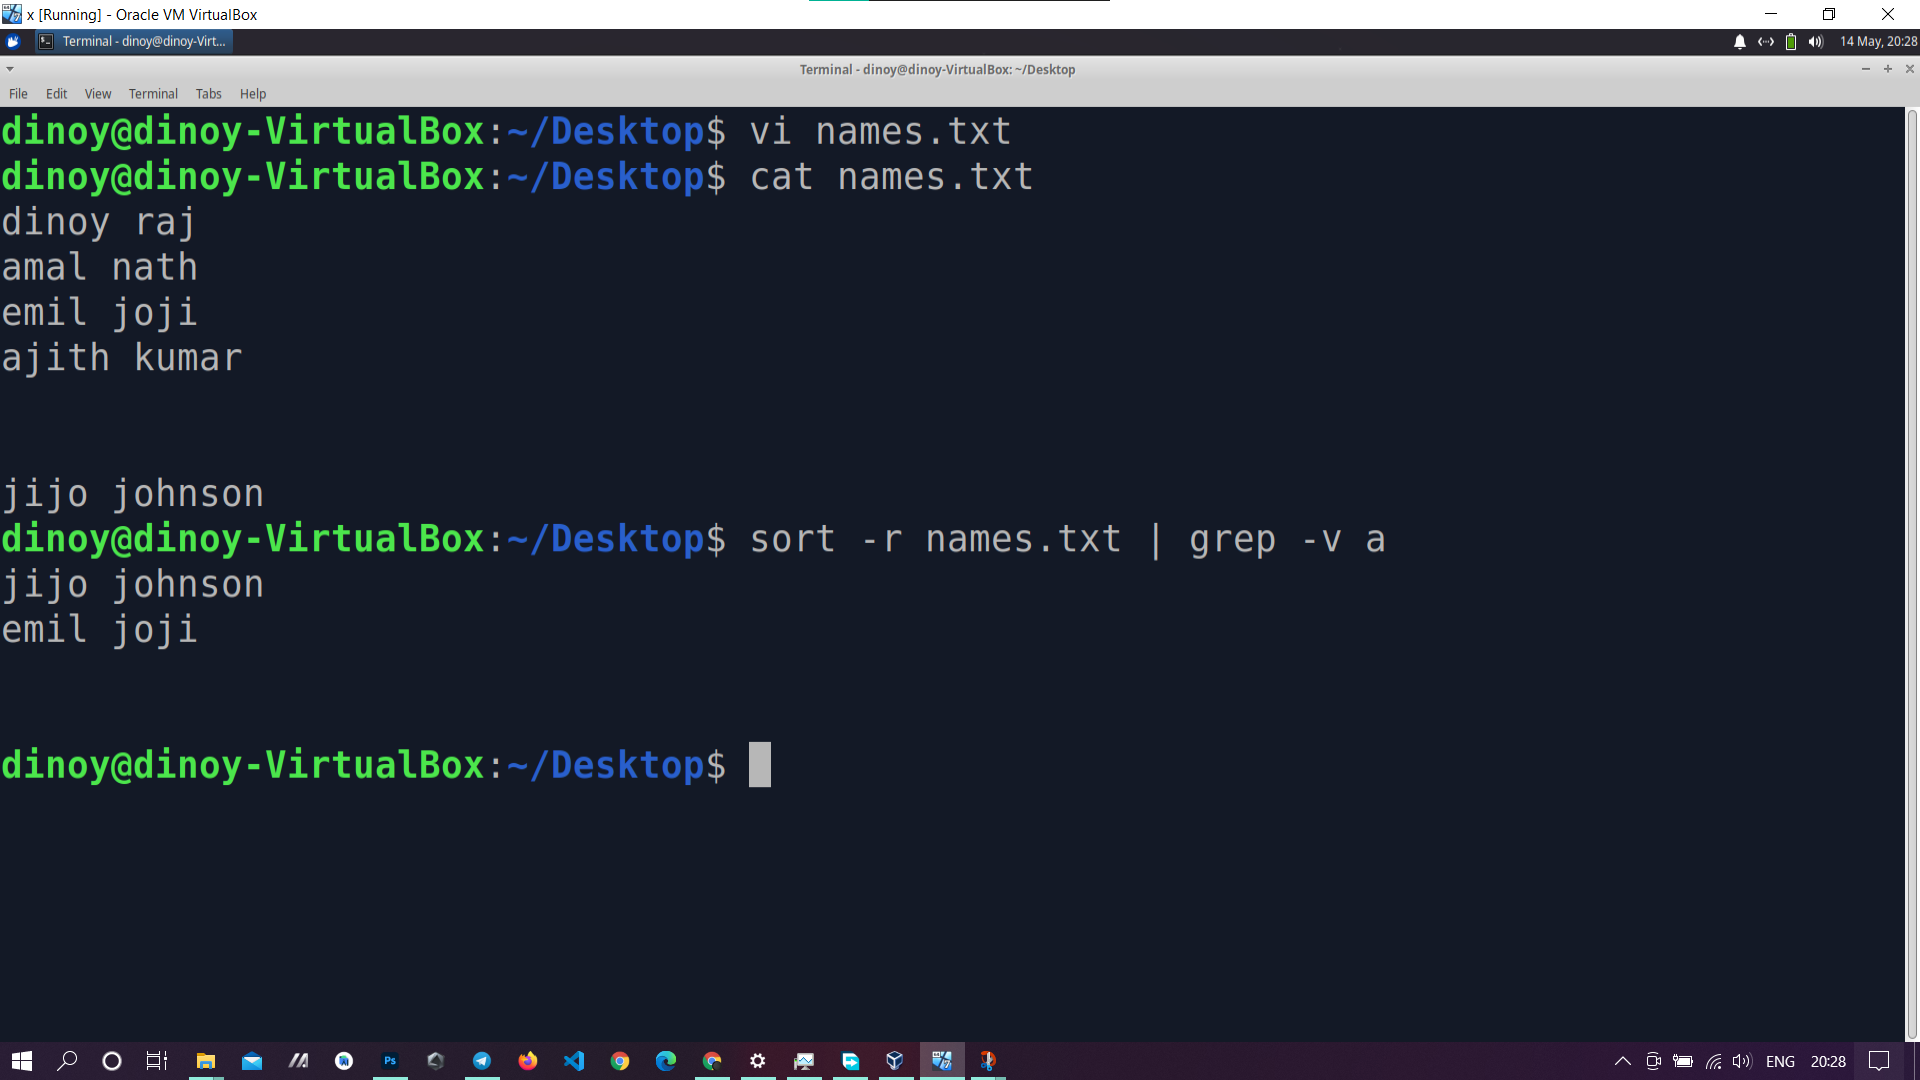 x [Running] - Oracle VM VirtualBox
Terminal - dinoy@dinoy-Virt...
14 May, 20:28
Terminal - dinoy@dinoy-VirtualBox: ~/Desktop
File Edit View Terminal Tabs Help
dinoy@dinoy-VirtualBox:~/Desktop$ vi names.txt
dinoy@dinoy-VirtualBox:~/Desktop$ cat names.txt
dinoy raj
amal nath
emil joji
ajith kumar
jijo johnson
dinoy@dinoy-VirtualBox:~/Desktop$ sort -r names.txt | grep -v a
jijo johnson
emil joji
dinoy@dinoy-VirtualBox:~/Desktop$
Ps
ENG 20:28